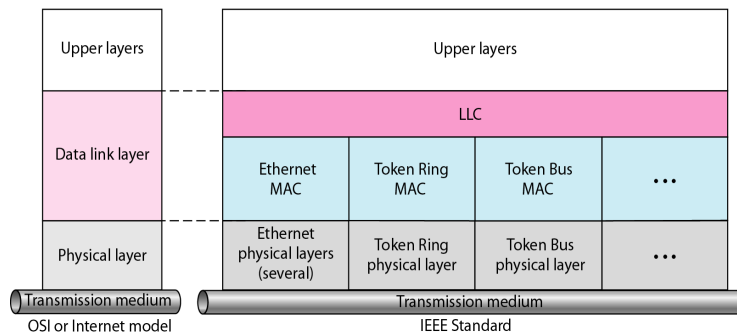 Upper layers
Data link layer
Physical layer
Transmission medium
OSI or Internet model
Upper layers
LLC
Ethernet
MAC
Token Ring
MAC
Token Bus
MAC
...
Ethernet
physical layers
(several)
Token Ring
physical layer
Token Bus
physical layer
...
Transmission medium
IEEE Standard